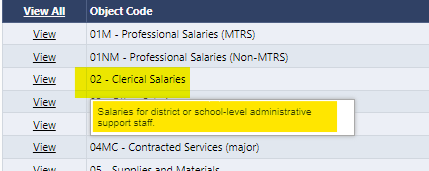 View All Object Code
View 01M - Professional Salaries (MTRS)
View 01NM - Professional Salaries (Non-MTRS)
View 02 - Clerical Salaries
View
Salaries for district or school-level administrative
support staff.
View
View 04MC - Contracted Services (major)
View 05 - Supplies and Materials